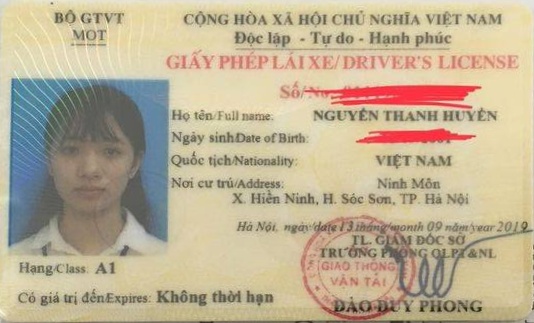 BỘ GTVT
MOT
CỘNG HÒA XÃ HỘI CHỦ NGHĨA VIỆT NAM
Độc lập - Tự do - Hạnh phúc
GIẤY PHÉP LÁI XE/DRIVER'S LICENSE
Số/No:
Họ tên/Full name: NGUYỄN THANH HUYỀN
Ngày sinh/Date of Birth:
Quốc tịch/Nationality: VIỆT NAM
Nơi cư trú/Address: Ninh Môn
X. Hiền Ninh, H. Sóc Sơn, TP. Hà Nội
Hà Nội, ngày/date 13 tháng/month 09 năm/year 2019
TL. GIÁM ĐỐC SỞ
TRƯỞNG PHÒNG QLPT&NL
GIAO THÔNG
VẬN TẢI
Hạng/Class: A1
Có giá trị đến/Expires: Không thời hạn
ĐÀO DUY PHONG